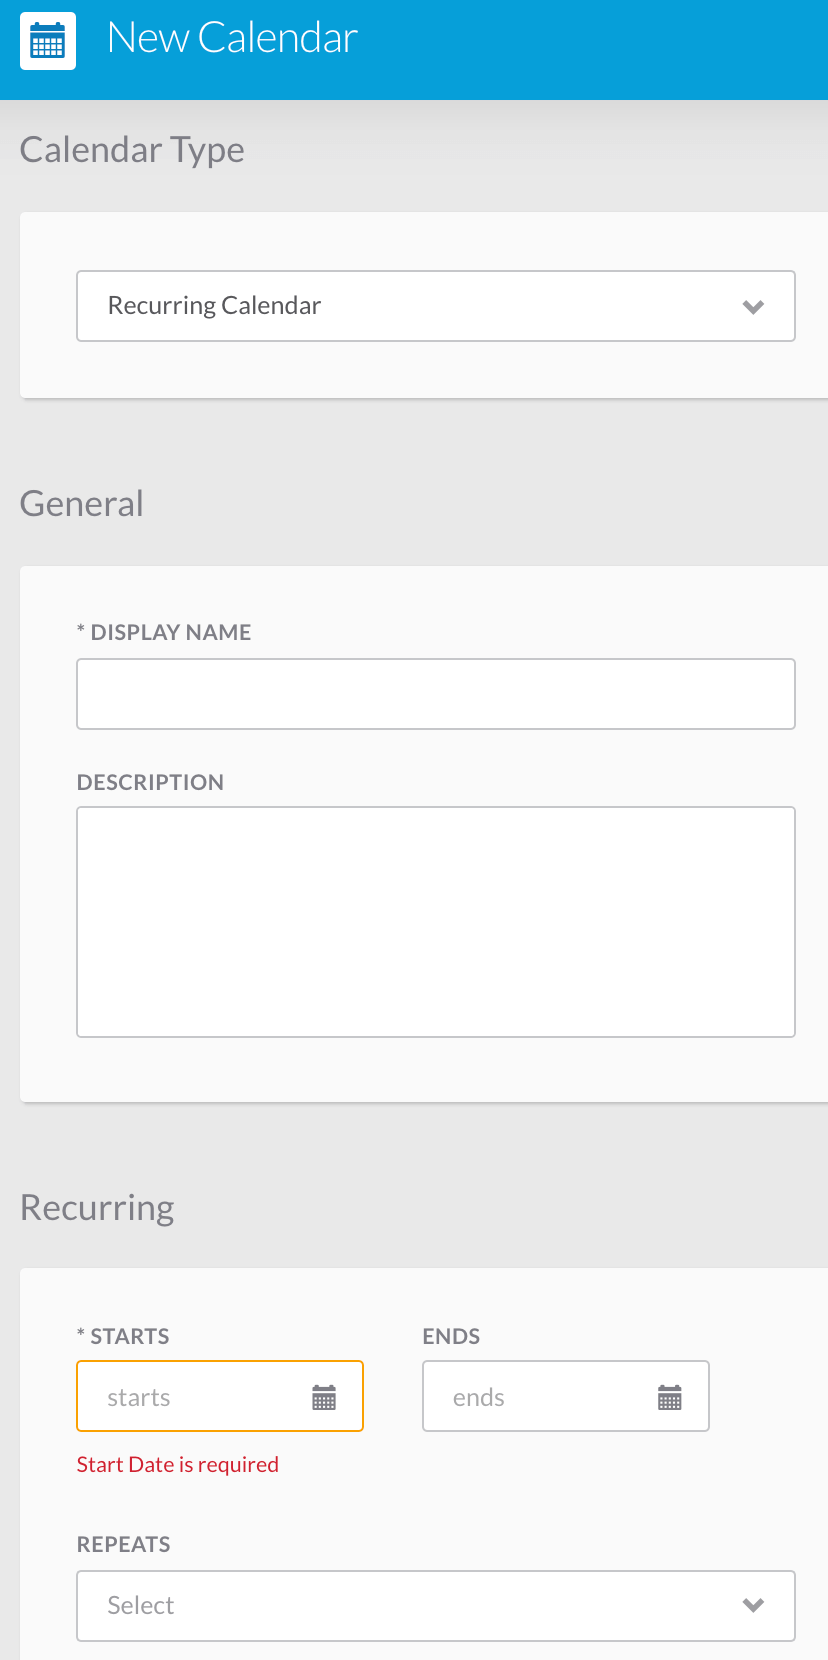 New Calendar
Calendar Type
Recurring Calendar
General
* DISPLAY NAME
DESCRIPTION
Recurring
* STARTS ENDS
starts ends
Start Date is required
REPEATS
Select